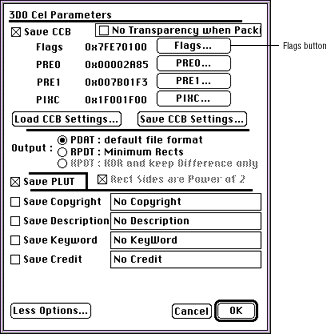 3DO Cel Parameters
Save CCB
No Transparency when Packi
Flags 0x7FE70100 Flags...
Flags button
PRE0 0x00002A85 PRE0...
PRE1 0x007B01F3 PRE1...
PIXC 0x1F001F00 PIXC...
Load CCB Settings... Save CCB Settings...
Output : PDAT: default file format
RPDT: Minimum Rects
KPDT: XOR and keep Difference only
Save PLUT Rect Sides are Power of 2
Save Copyright No Copyright
Save Description No Description
Save Keyword No KeyWord
Save Credit No Credit
Less Options... Cancel OK